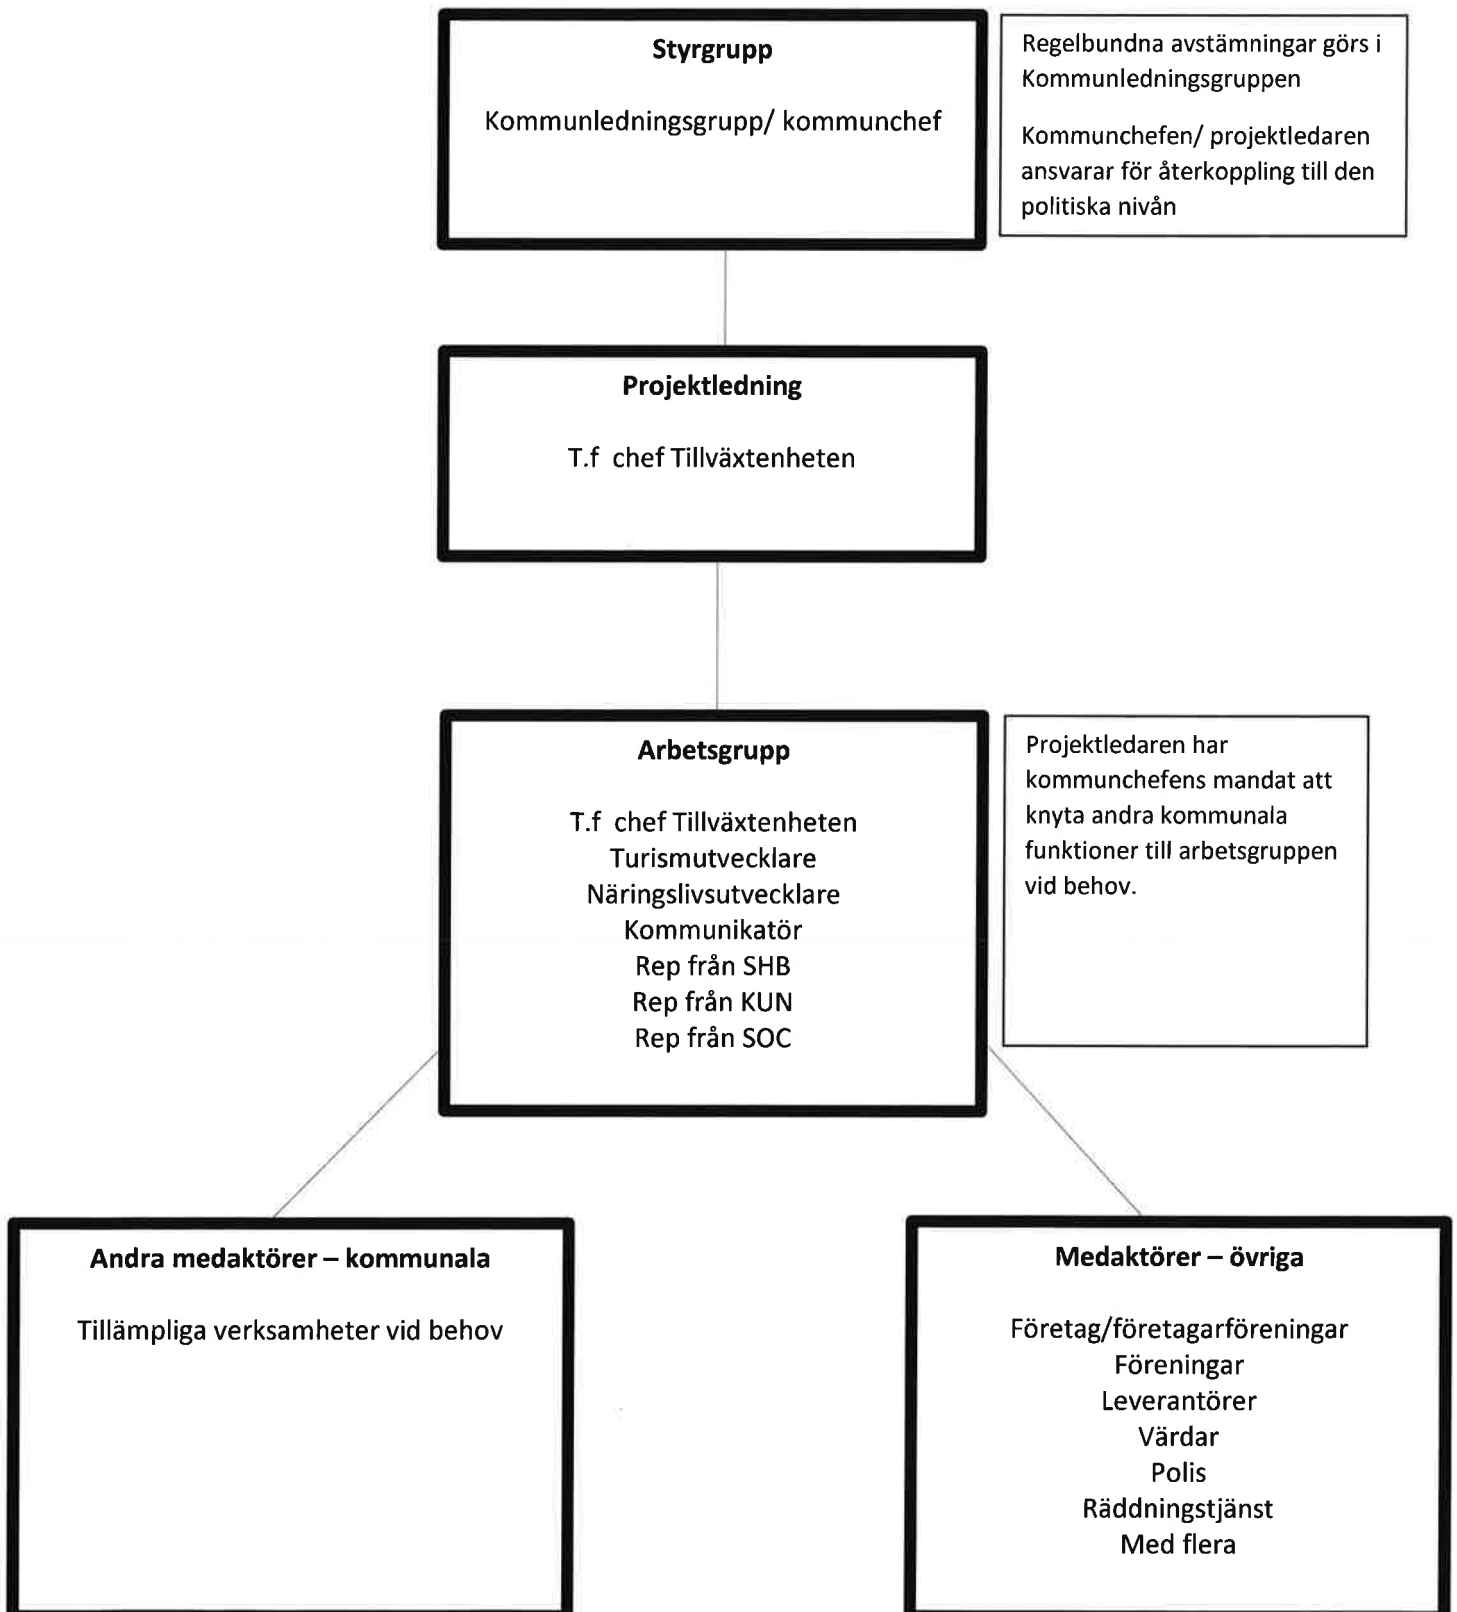 Styrgrupp
Kommunledningsgrupp/ kommunchef
Regelbundna avstämningar görs i
Kommunledningsgruppen
Kommunchefen/ projektledaren
ansvarar för återkoppling till den
politiska nivån
Projektledning
T.f  chef Tillväxtenheten
Arbetsgrupp
T.f  chef Tillväxtenheten
Turismutvecklare
Näringslivsutvecklare
Kommunikatör
Rep från SHB
Rep från KUN
Rep från SOC
Projektledaren har
kommunchefens mandat att
knyta andra kommunala
funktioner till arbetsgruppen
vid behov.
Andra medaktörer – kommunala
Tillämpliga verksamheter vid behov
Medaktörer – övriga
Företag/företagarföreningar
Föreningar
Leverantörer
Värdar
Polis
Räddningstjänst
Med flera